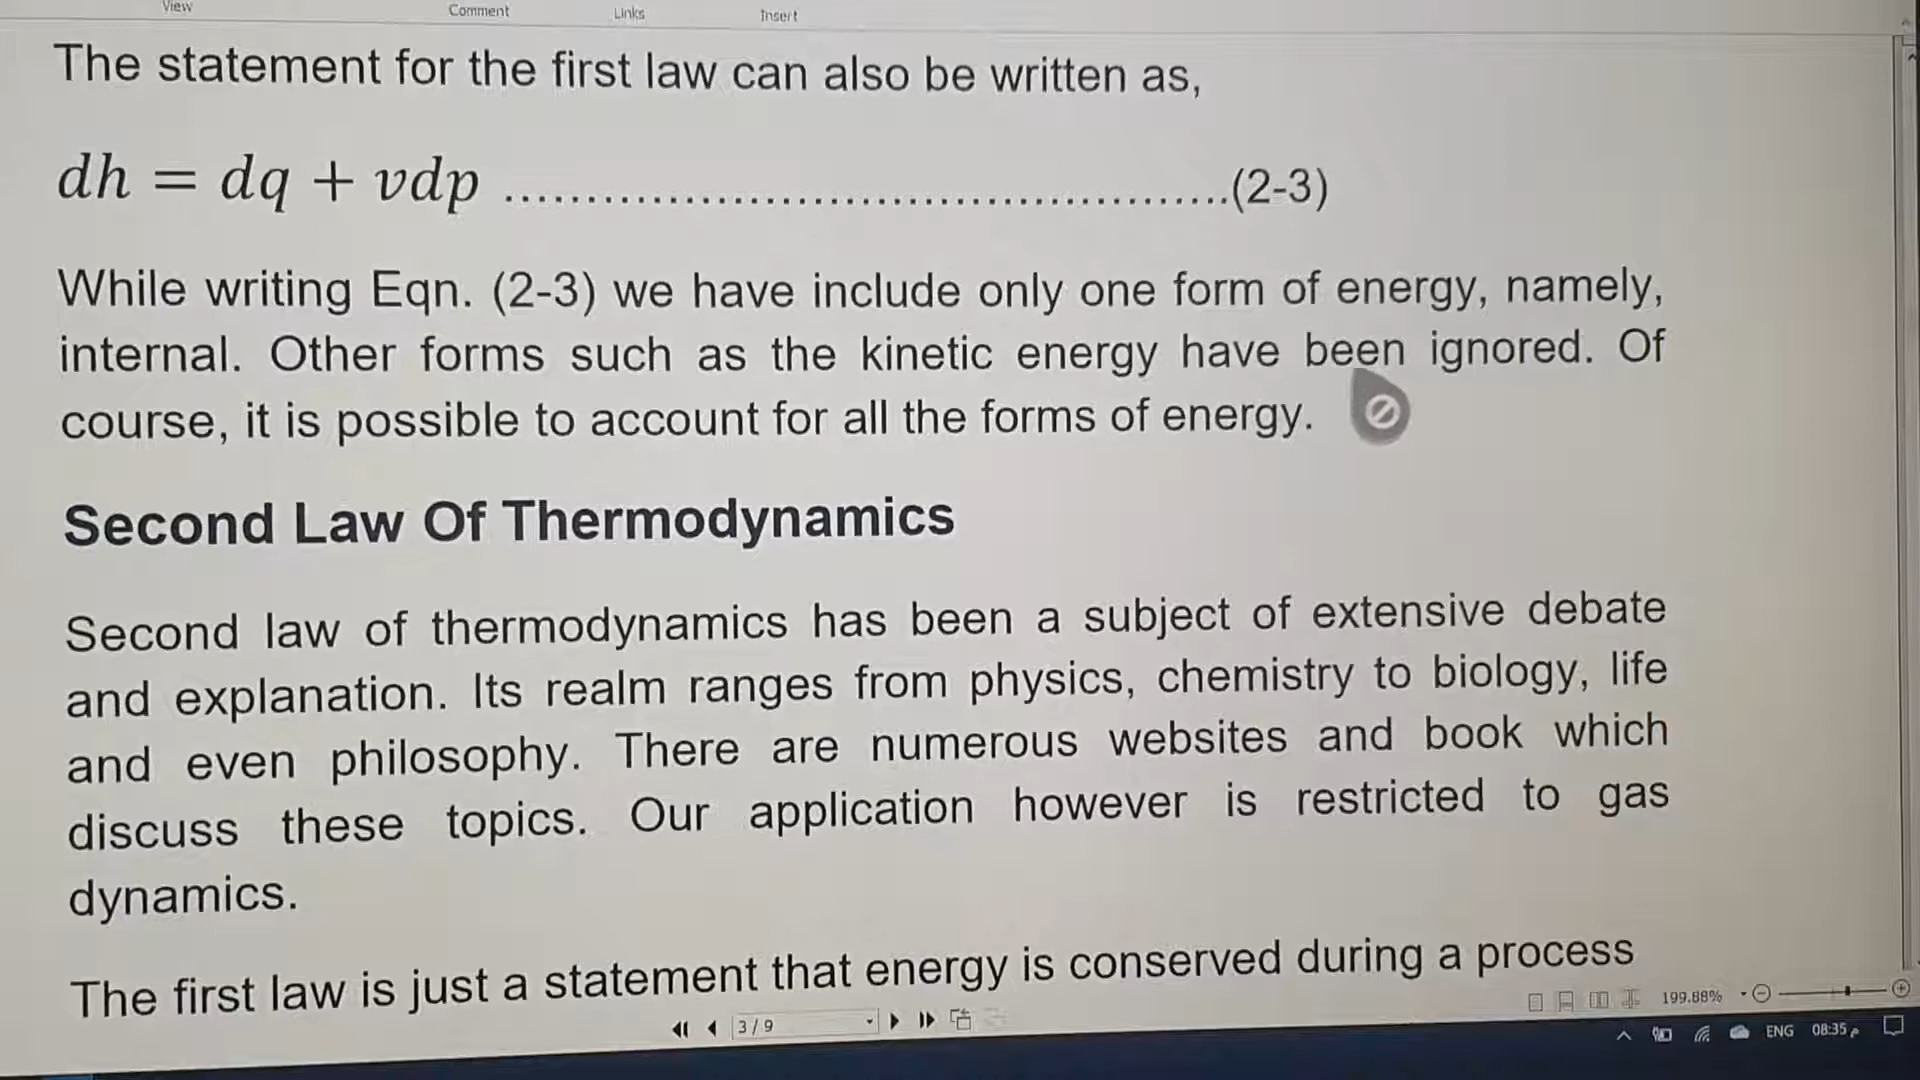 View Comment Links Insert
The statement for the first law can also be written as,
dh = dq + vdp ......................................................(2-3)
While writing Eqn. (2-3) we have include only one form of energy, namely,
internal. Other forms such as the kinetic energy have been ignored. Of
course, it is possible to account for all the forms of energy.
Second Law Of Thermodynamics
Second law of thermodynamics has been a subject of extensive debate
and explanation. Its realm ranges from physics, chemistry to biology, life
and even philosophy. There are numerous websites and book which
discuss these topics. Our application however is restricted to gas
dynamics.
The first law is just a statement that energy is conserved during a process
3 / 9
199.88%
ENG 08:35 م